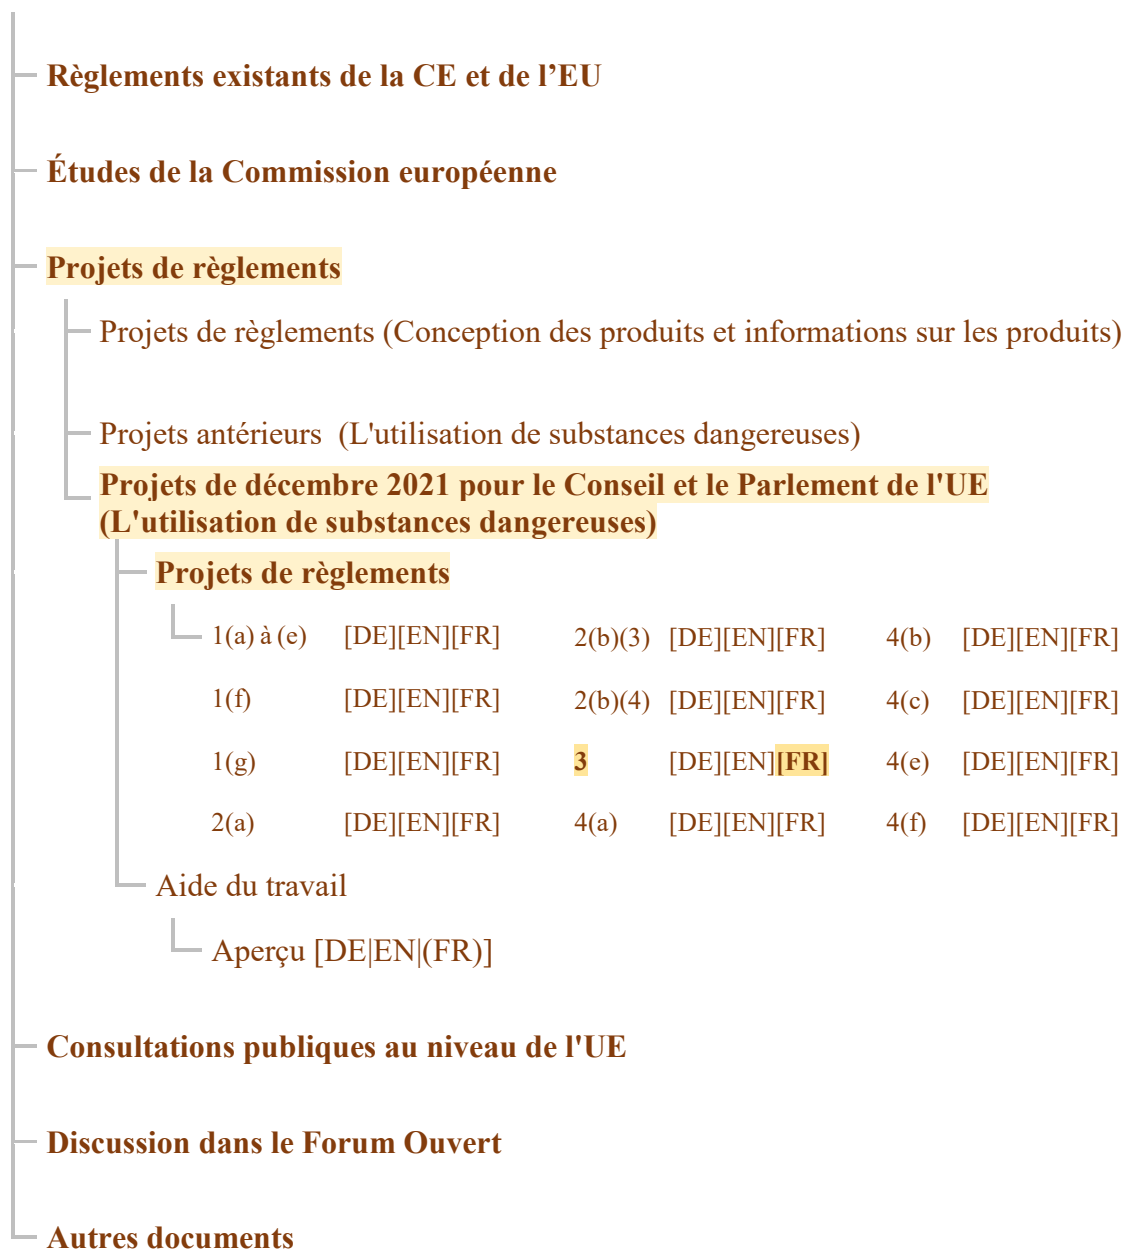 Règlements existants de la CE et de l’EU
Études de la Commission européenne
Projets de règlements
Projets de règlements (Conception des produits et informations sur les produits)
Projets antérieurs  (L'utilisation de substances dangereuses)
Projets de décembre 2021 pour le Conseil et le Parlement de l'UE
(L'utilisation de substances dangereuses)
Projets de règlements
1(a) à (e) [DE][EN][FR] 2(b)(3) [DE][EN][FR] 4(b) [DE][EN][FR]
1(f) [DE][EN][FR] 2(b)(4) [DE][EN][FR] 4(c) [DE][EN][FR]
1(g) [DE][EN][FR] 3 [DE][EN][FR] 4(e) [DE][EN][FR]
2(a) [DE][EN][FR] 4(a) [DE][EN][FR] 4(f) [DE][EN][FR]
Aide du travail
Aperçu [DE|EN|(FR)]
Consultations publiques au niveau de l'UE
Discussion dans le Forum Ouvert
Autres documents